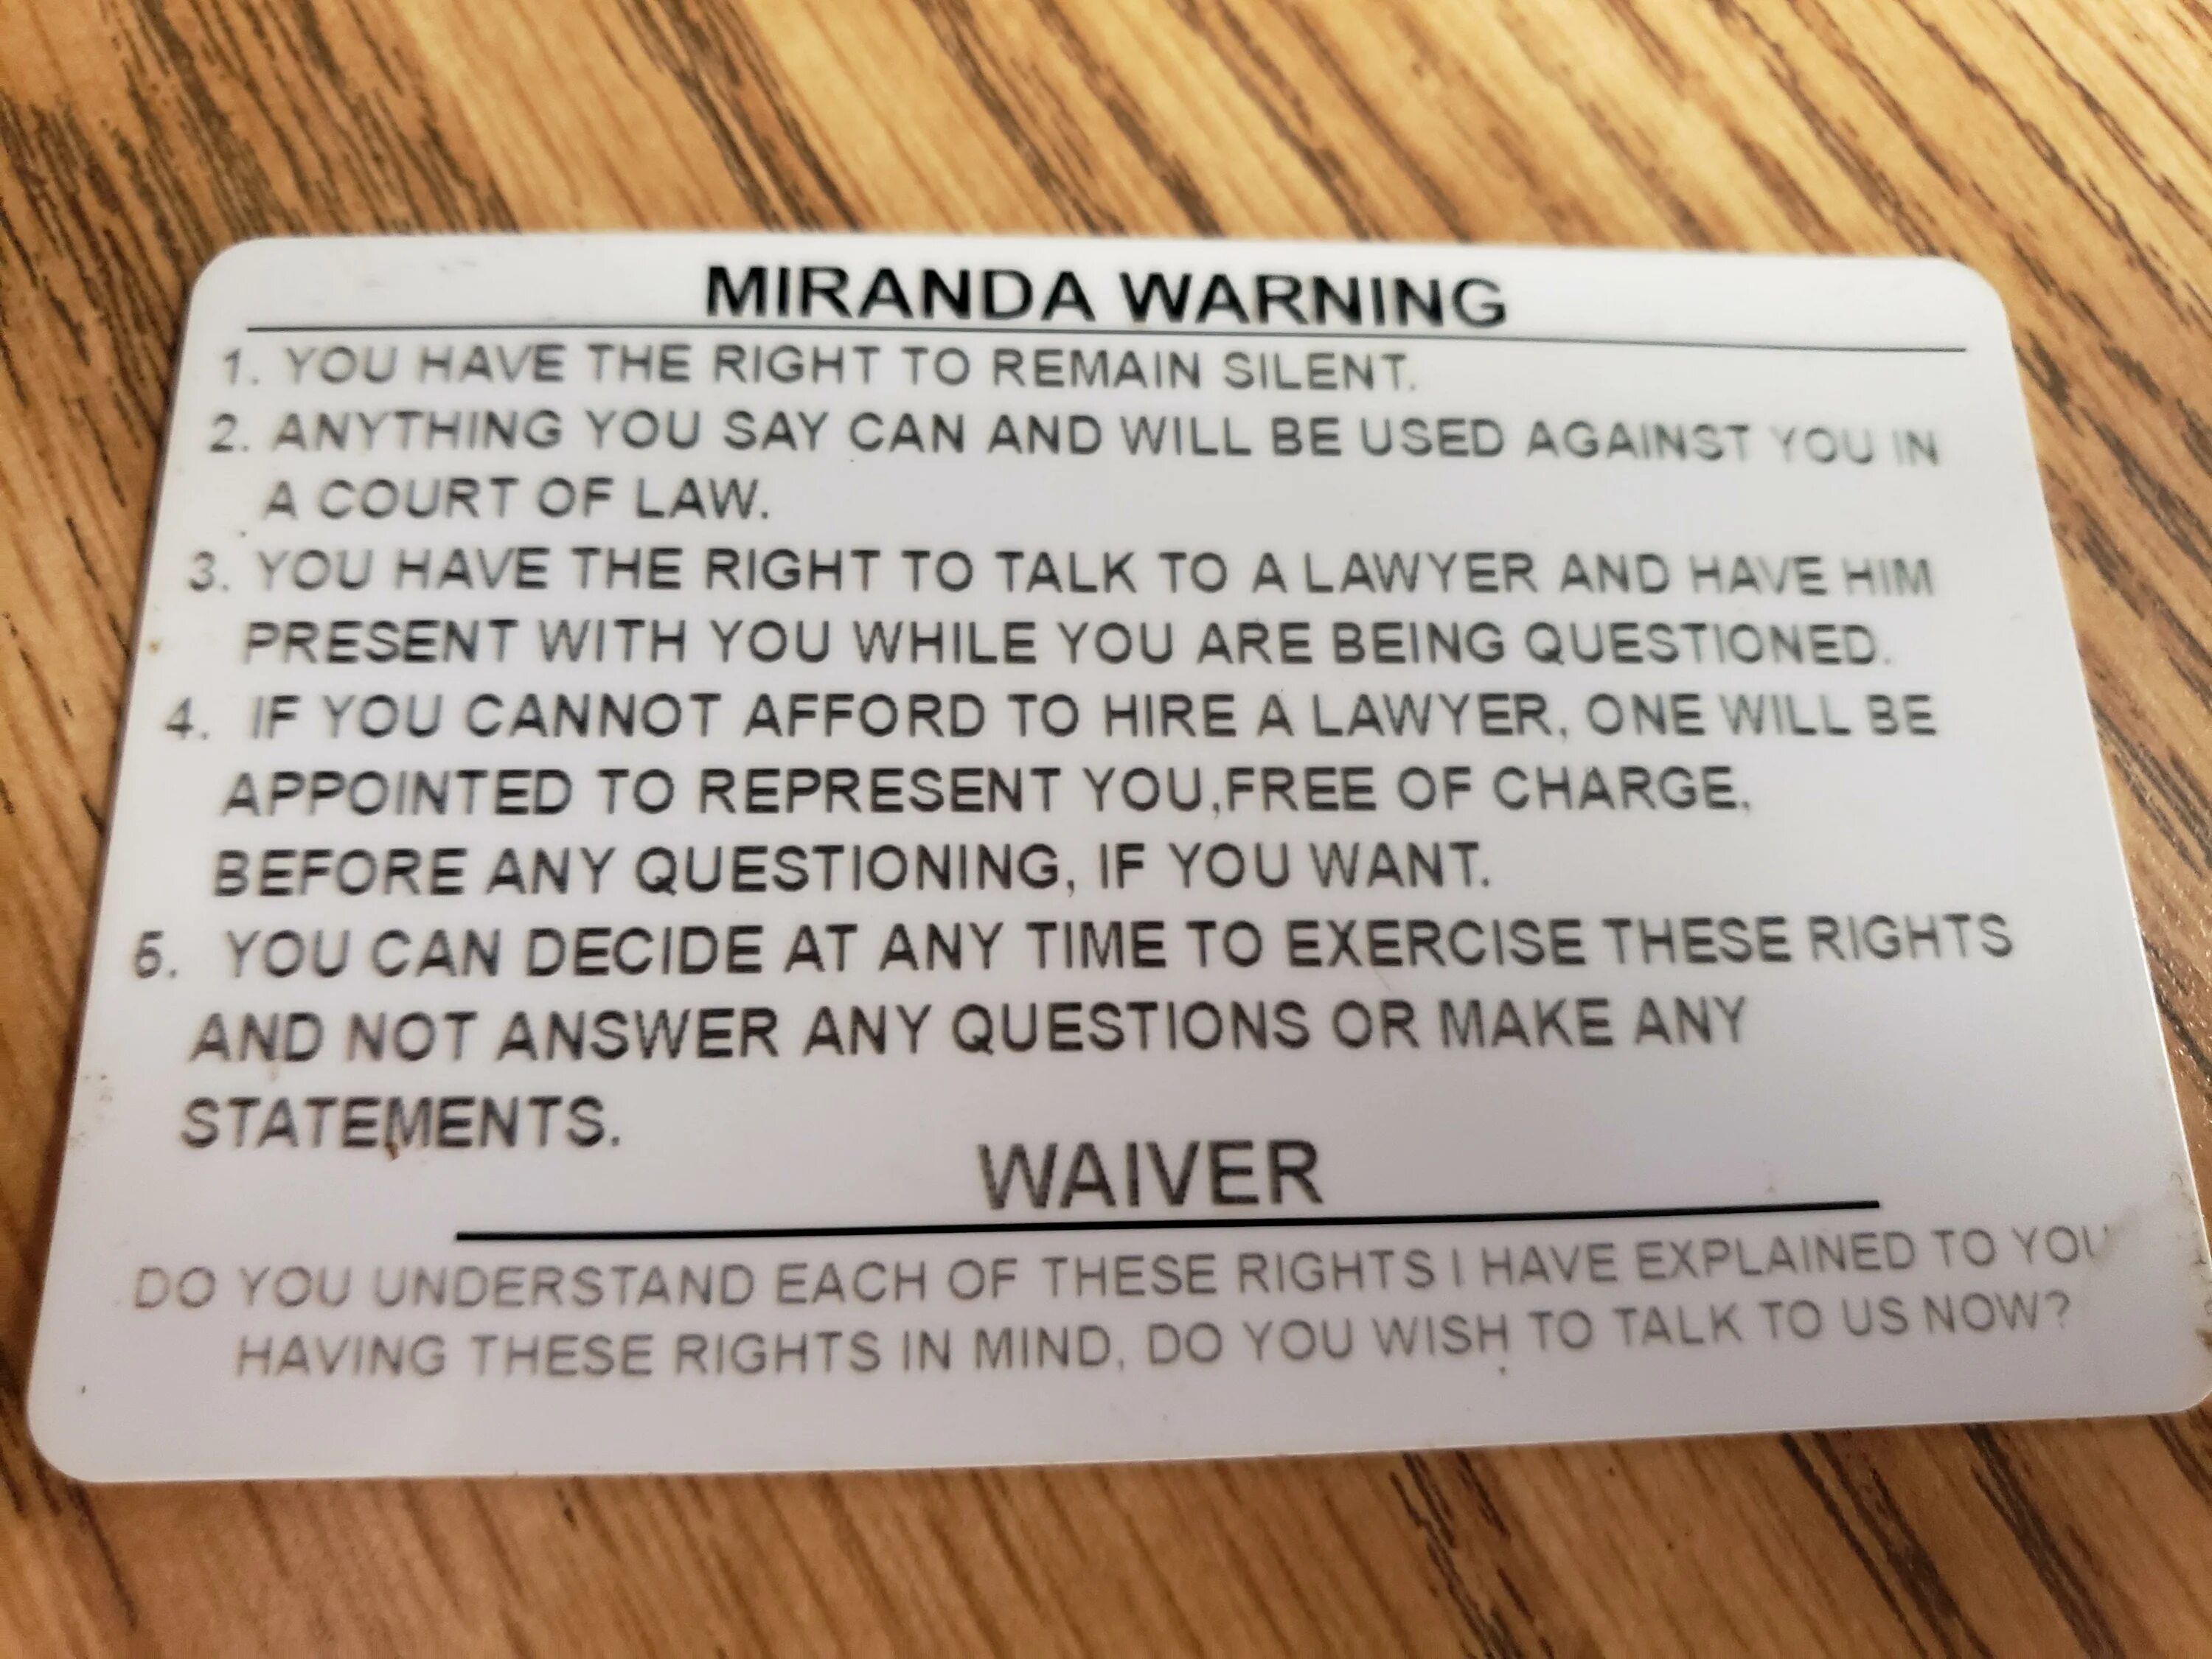 MIRANDA WARNING
1. YOU HAVE THE RIGHT TO REMAIN SILENT.
2. ANYTHING YOU SAY CAN AND WILL BE USED AGAINST YOU IN
A COURT OF LAW.
3. YOU HAVE THE RIGHT TO TALK TO A LAWYER AND HAVE HIM
PRESENT WITH YOU WHILE YOU ARE BEING QUESTIONED.
4. IF YOU CANNOT AFFORD TO HIRE A LAWYER, ONE WILL BE
APPOINTED TO REPRESENT YOU,FREE OF CHARGE,
BEFORE ANY QUESTIONING, IF YOU WANT.
5. YOU CAN DECIDE AT ANY TIME TO EXERCISE THESE RIGHTS
AND NOT ANSWER ANY QUESTIONS OR MAKE ANY
STATEMENTS.
WAIVER
DO YOU UNDERSTAND EACH OF THESE RIGHTS I HAVE EXPLAINED TO YOU
HAVING THESE RIGHTS IN MIND, DO YOU WISH TO TALK TO US NOW?